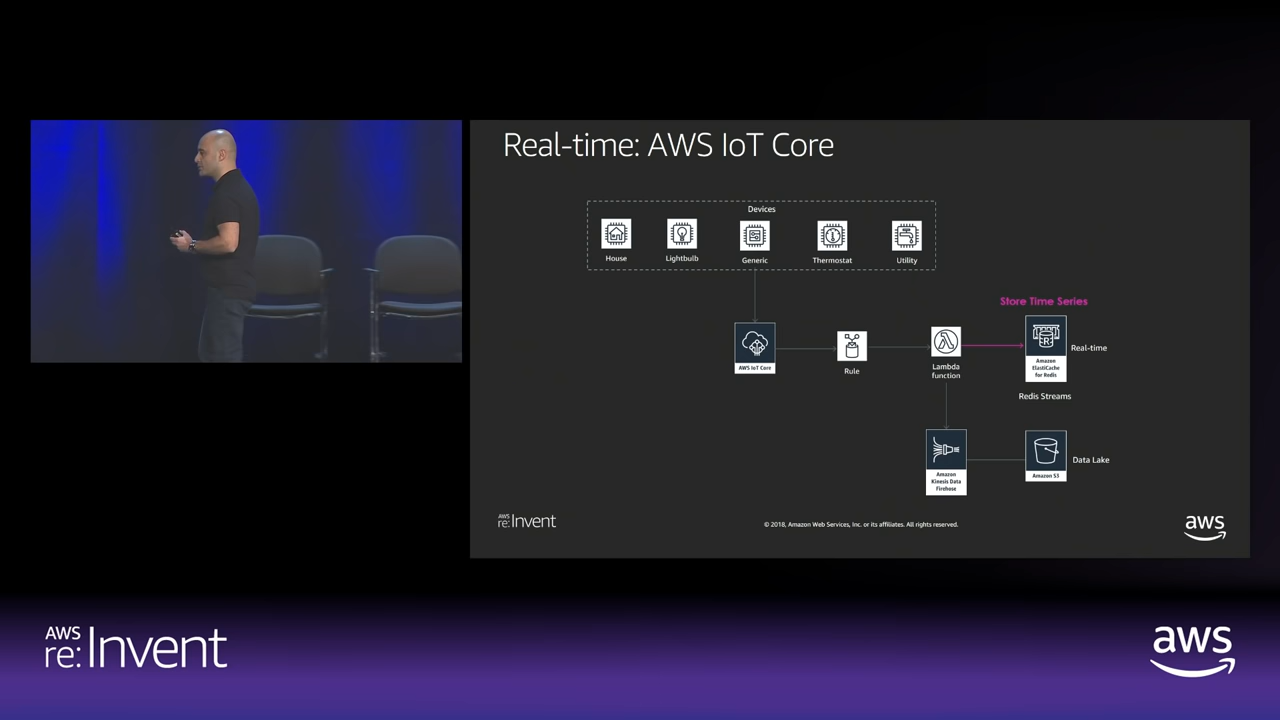 Real-time: AWS IoT Core
Devices
House
Lightbulb
Generic
Thermostat
Utility
Store Time Series
AWS IoT Core
Rule
Lambda
function
R
Amazon
ElastiCache
for Redis
Real-time
Redis Streams
Amazon
Kinesis Data
Firehose
Amazon S3
Data Lake
AWS
re:Invent
© 2018, Amazon Web Services, Inc. or its affiliates. All rights reserved.
aws
AWS
re:Invent
aws